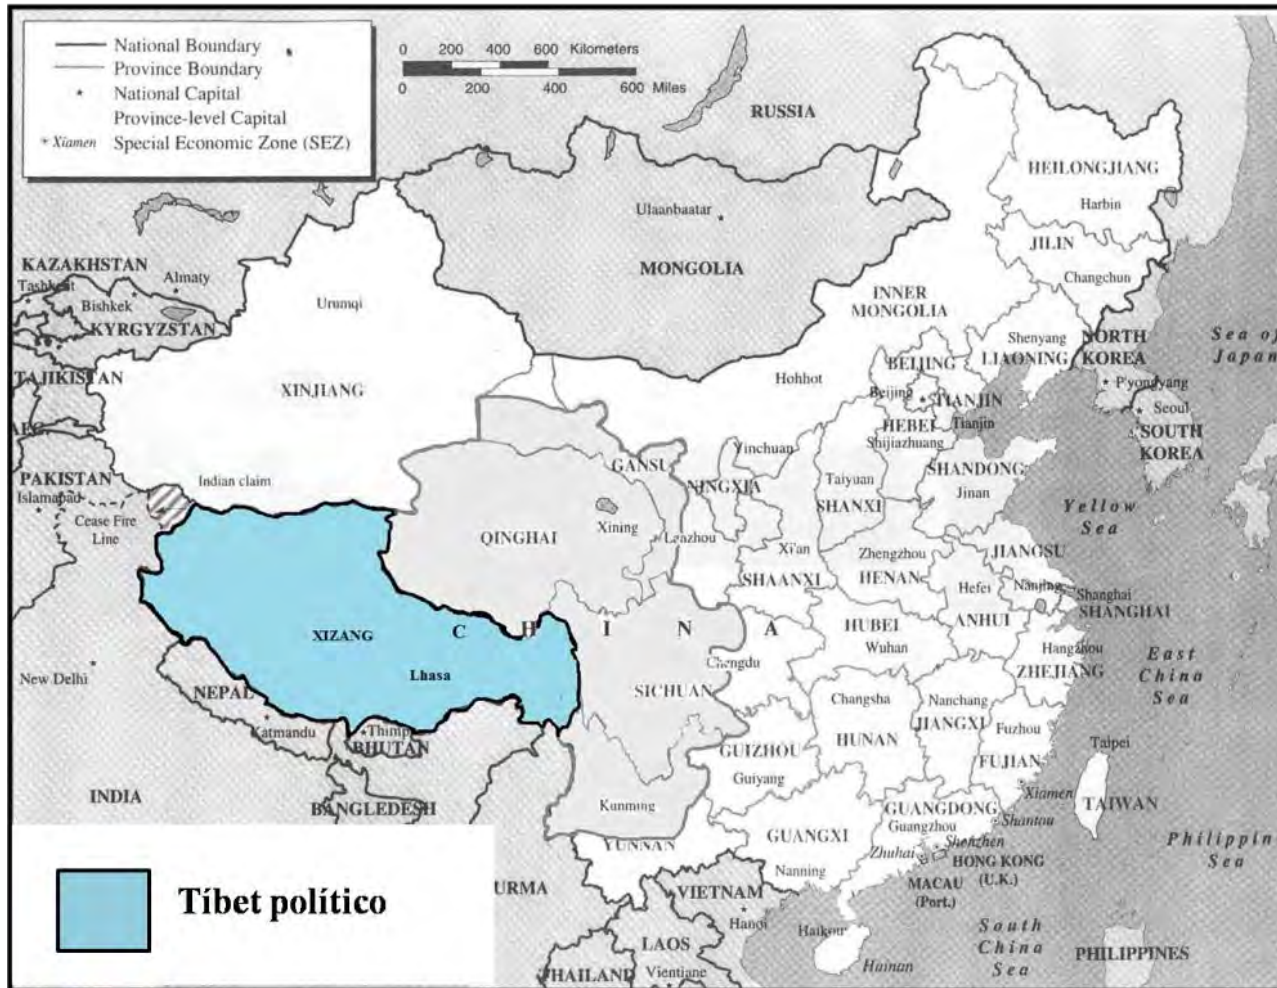 National Boundary
Province Boundary
National Capital
Province-level Capital
Xiamen Special Economic Zone (SEZ)
0 200 400 600 Kilometers
0 200 400 600 Miles
RUSSIA
HEILONGJIANG
Harbin
Ulaanbaatar
JILIN
MONGOLIA
Changchun
KAZAKHSTAN
Tashkent
Almaty
Bishkek
KYRGYZSTAN
Urumqi
INNER
MONGOLIA
Shenyang
LIAONING
NORTH
KOREA
Sea of
Japan
TAJIKISTAN
XINJIANG
Hohhot
BEIJING
Beijing
TIANJIN
Tianjin
HEBEI
Shijiazhuang
P'yongyang
Seoul
SOUTH
KOREA
PAKISTAN
Islamabad
Indian claim
Cease Fire
Line
GANSU
Yinchuan
NINGXIA
Taiyuan
SHANXI
SHANDONG
Jinan
Yellow
Sea
QINGHAI
Xining
Lanzhou
Xi'an
SHAANXI
Zhengzhou
HENAN
JIANGSU
Hefei
Nanjing
Shanghai
SHANGHAI
ANHUI
XIZANG
Lhasa
C H I N A
HUBEI
Wuhan
Hangzhou
ZHEJIANG
East
China
Sea
New Delhi
NEPAL
Katmandu
Thimp
BHUTAN
Chengdu
SICHUAN
Changsha
HUNAN
Nanchang
JIANGXI
Fuzhou
FUJIAN
Taipei
TAIWAN
INDIA
BANGLADESH
GUIZHOU
Guiyang
Kunming
YUNNAN
GUANGXI
Nanning
GUANGDONG
Guangzhou
Xiamen
Shantou
Shenzhen
Zhuhai
HONG KONG
(U.K.)
MACAU
(Port.)
Philippin
Sea
URMA
VIETNAM
Hanoi
LAOS
Vientiane
THAILAND
Haikou
Hainan
South
China
Sea
PHILIPPINES
Tíbet político